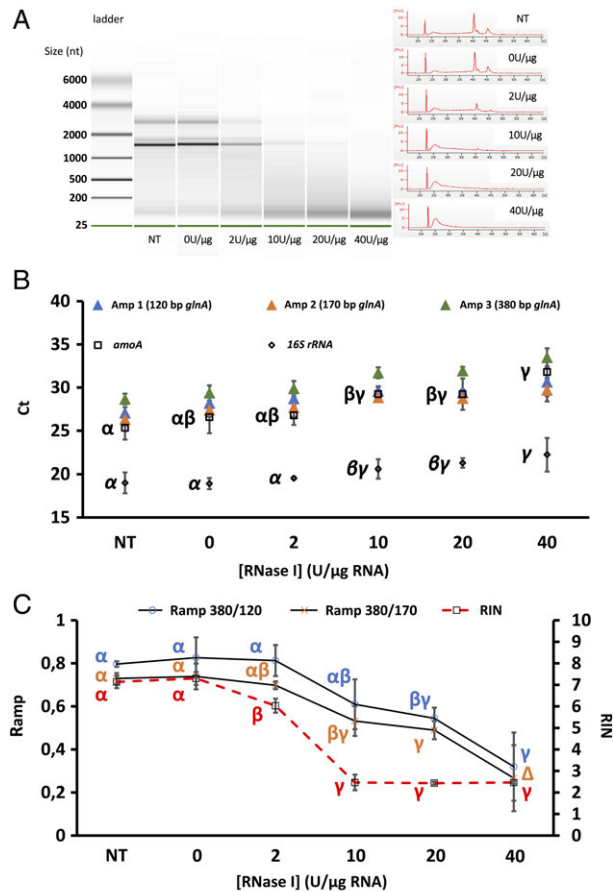 A
ladder
Size (nt)
6000
4000
2000
1000
500
200
25
NT 0U/μg 2U/μg 10U/μg 20U/μg 40U/μg
NT
0U/μg
2U/μg
10U/μg
20U/μg
40U/μg
B
Amp 1 (120 bp glnA) Amp 2 (170 bp glnA) Amp 3 (380 bp glnA)
amoA 16S rRNA
Ct
40
35
30
25
20
15
α αβ αβ βγ βγ γ
α α α βγ βγ γ
NT 0 2 10 20 40
[RNase I] (U/μg RNA)
C
Ramp 380/120 Ramp 380/170 RIN
Ramp
1
0,8
0,6
0,4
0,2
0
α α α αβ βγ γ
α α αβ βγ γ Δ
α α β γ γ γ
10
9
8
7
6
5
4
3
2
1
0
RIN
NT 0 2 10 20 40
[RNase I] (U/μg RNA)